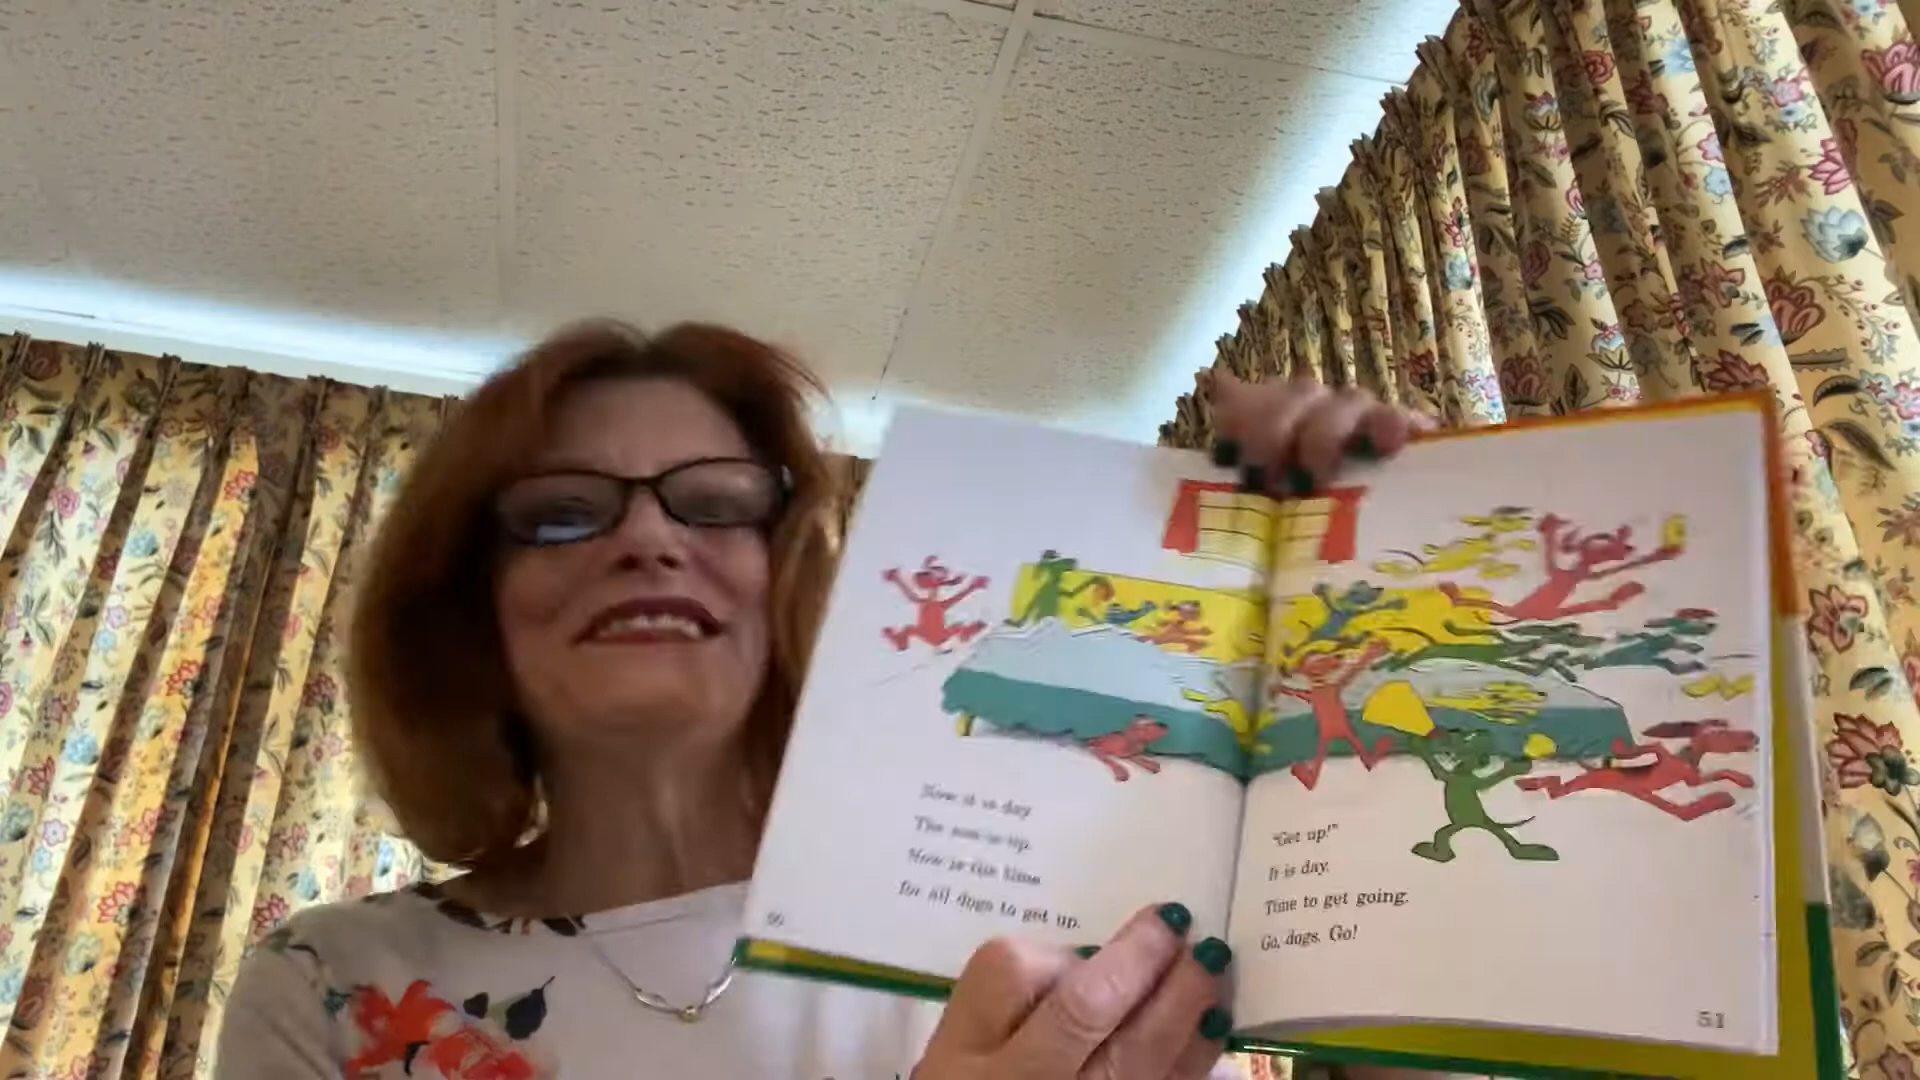 Now it is day.
The sun is up.
Now is the time
for all dogs to get up.
50
"Get up!"
It is day.
Time to get going.
Go, dogs. Go!
51